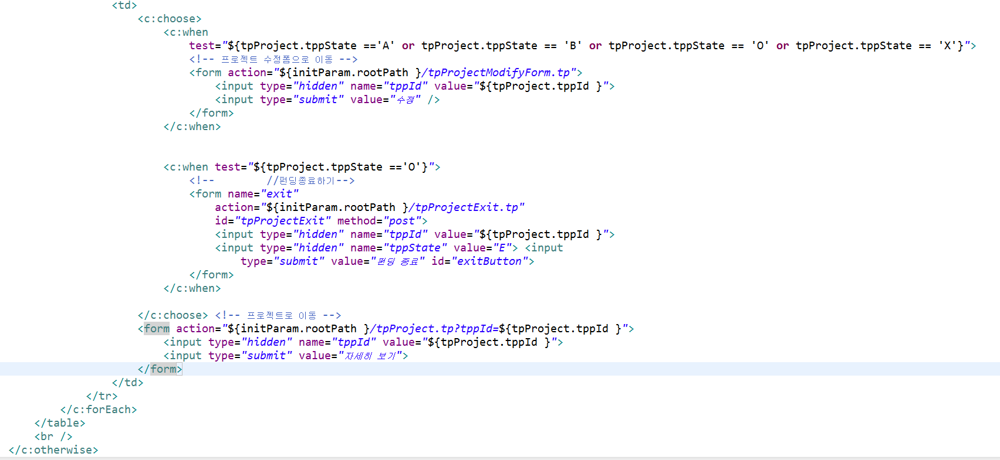 <td>
<c:choose>
<c:when
test="${tpProject.tppState =='A' or tpProject.tppState == 'B' or tpProject.tppState == 'O' or tpProject.tppState == 'X'}">
<!-- 프로젝트 수정폼으로 이동 -->
<form action="${initParam.rootPath }/tpProjectModifyForm.tp">
<input type="hidden" name="tppId" value="${tpProject.tppId }">
<input type="submit" value="수정" />
</form>
</c:when>
<c:when test="${tpProject.tppState =='O'}">
<!-- //펀딩종료하기-->
<form name="exit"
action="${initParam.rootPath }/tpProjectExit.tp"
id="tpProjectExit" method="post">
<input type="hidden" name="tppId" value="${tpProject.tppId }">
<input type="hidden" name="tppState" value="E"> <input
type="submit" value="펀딩 종료" id="exitButton">
</form>
</c:when>
</c:choose> <!-- 프로젝트로 이동 -->
<form action="${initParam.rootPath }/tpProject.tp?tppId=${tpProject.tppId }">
<input type="hidden" name="tppId" value="${tpProject.tppId }">
<input type="submit" value="자세히 보기">
</form>
</td>
</tr>
</c:forEach>
</table>
<br />
</c:otherwise>